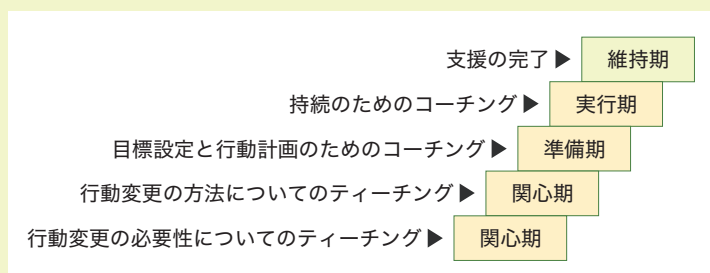 支援の完了▶ 維持期
持続のためのコーチング▶ 実行期
目標設定と行動計画のためのコーチング▶ 準備期
行動変更の方法についてのティーチング▶ 関心期
行動変更の必要性についてのティーチング▶ 関心期